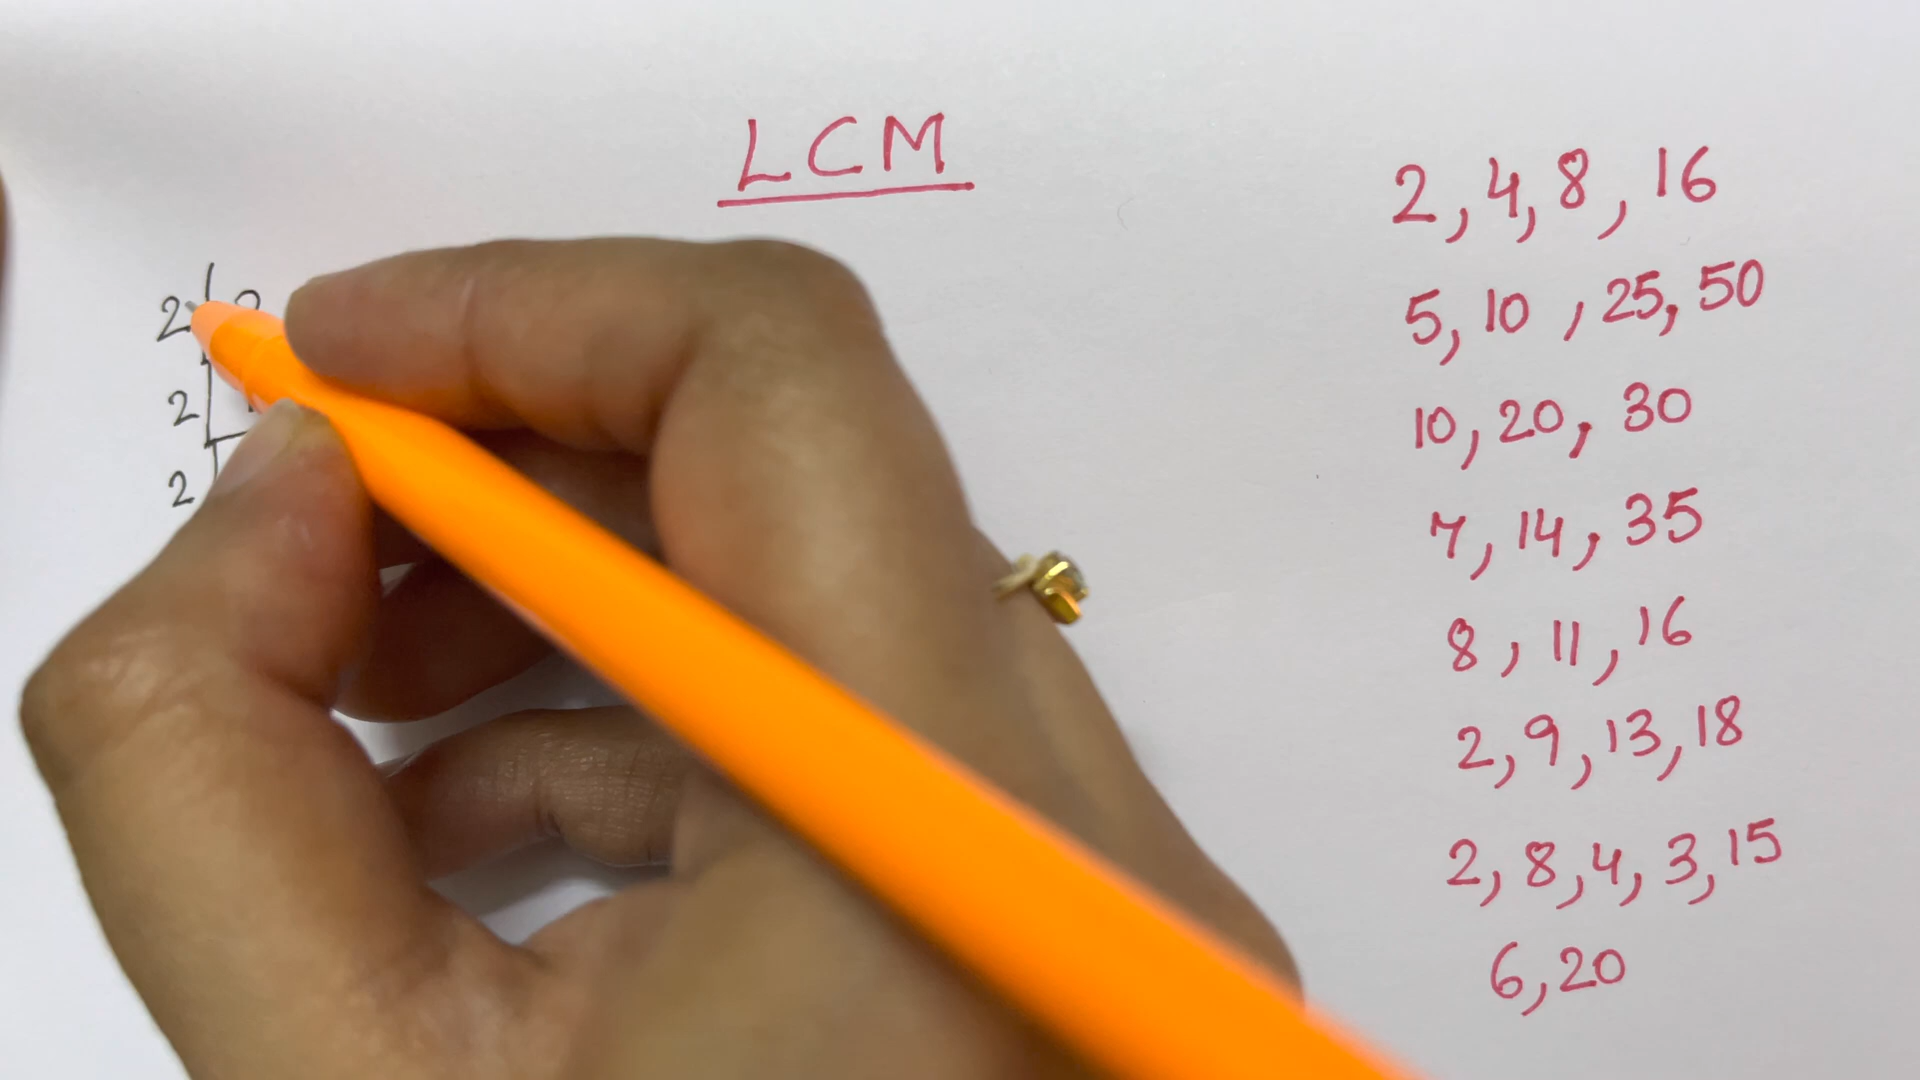 LCM
2
2
2
2, 4, 8, 16
5, 10, 25, 50
10, 20, 30
7, 14, 35
8, 11, 16
2, 9, 13, 18
2, 8, 4, 3, 15
6, 20